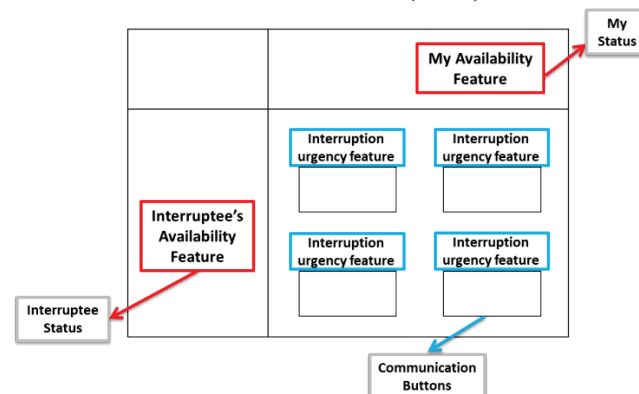 My
Status
My Availability
Feature
Interruption
urgency feature
Interruption
urgency feature
Interruptee's
Availability
Feature
Interruption
urgency feature
Interruption
urgency feature
Interruptee
Status
Communication
Buttons